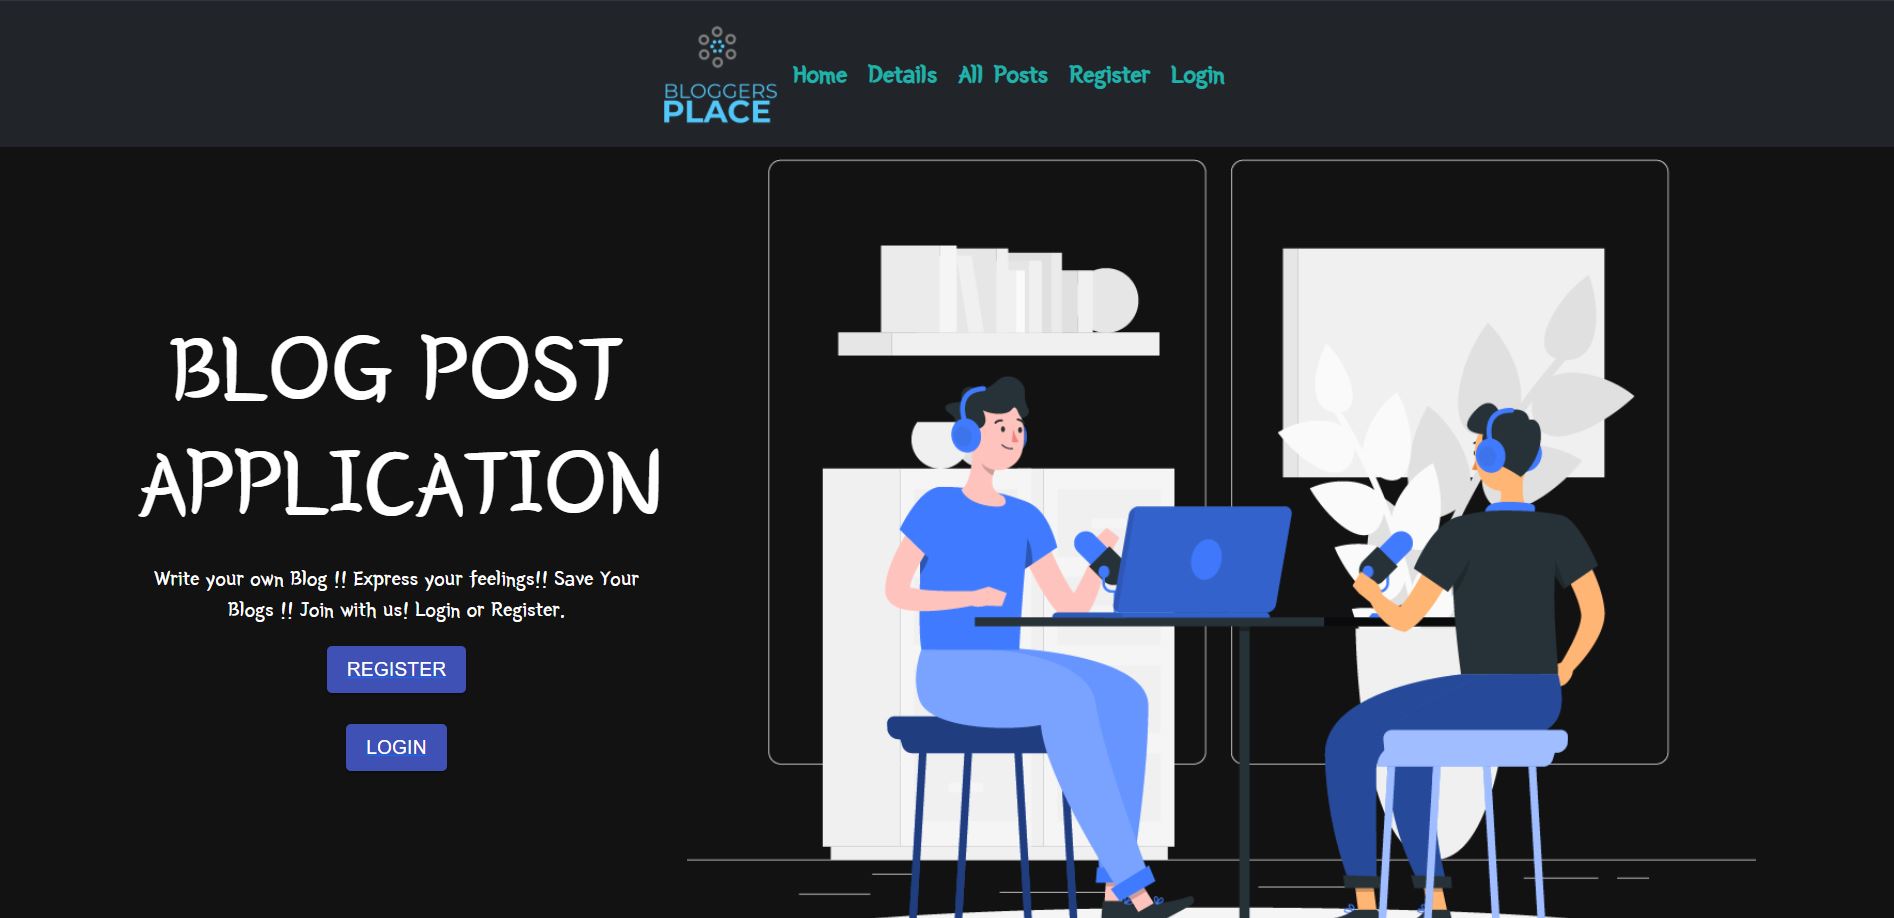 BLOGGERS
PLACE
Home Details All Posts Register Login
BLOG POST
APPLICATION
Write your own Blog !! Express your feelings!! Save Your
Blogs !! Join with us! Login or Register.
REGISTER
LOGIN